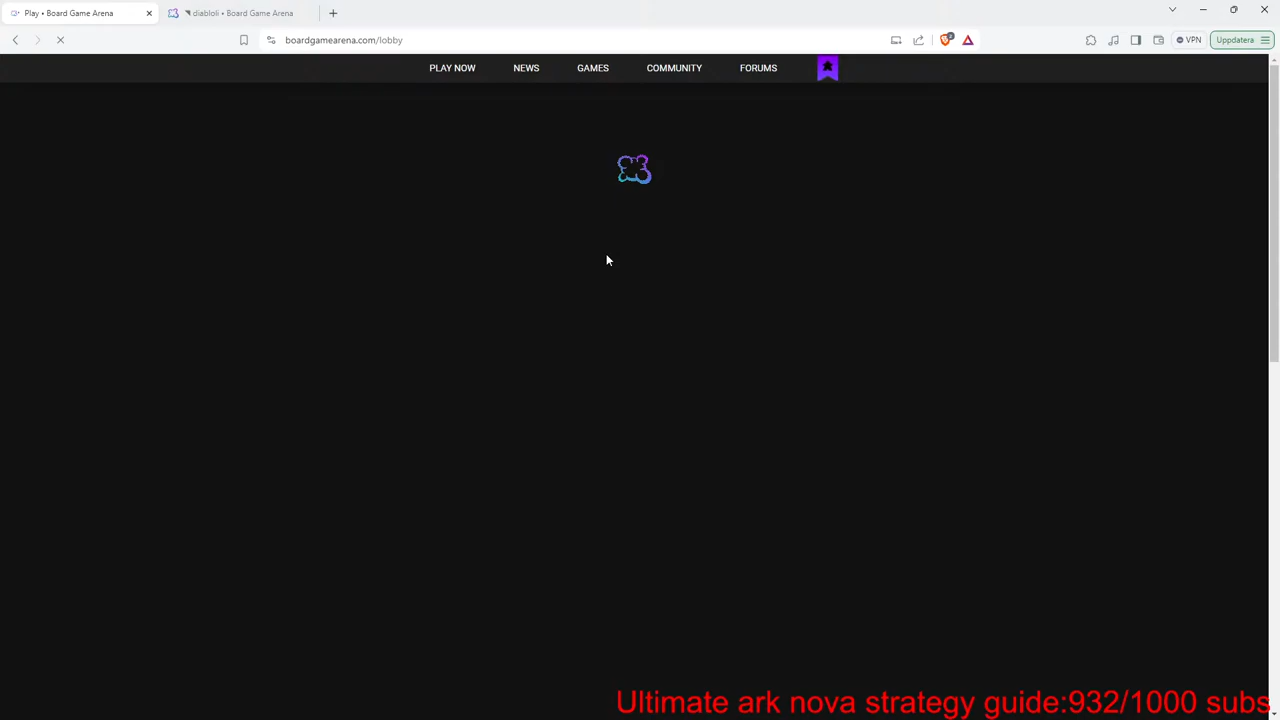 Play • Board Game Arena
diabloli • Board Game Arena
boardgamearena.com/lobby
2
VPN
Uppdatera
PLAY NOW
NEWS
GAMES
COMMUNITY
FORUMS
Ultimate ark nova strategy guide:932/1000 subs